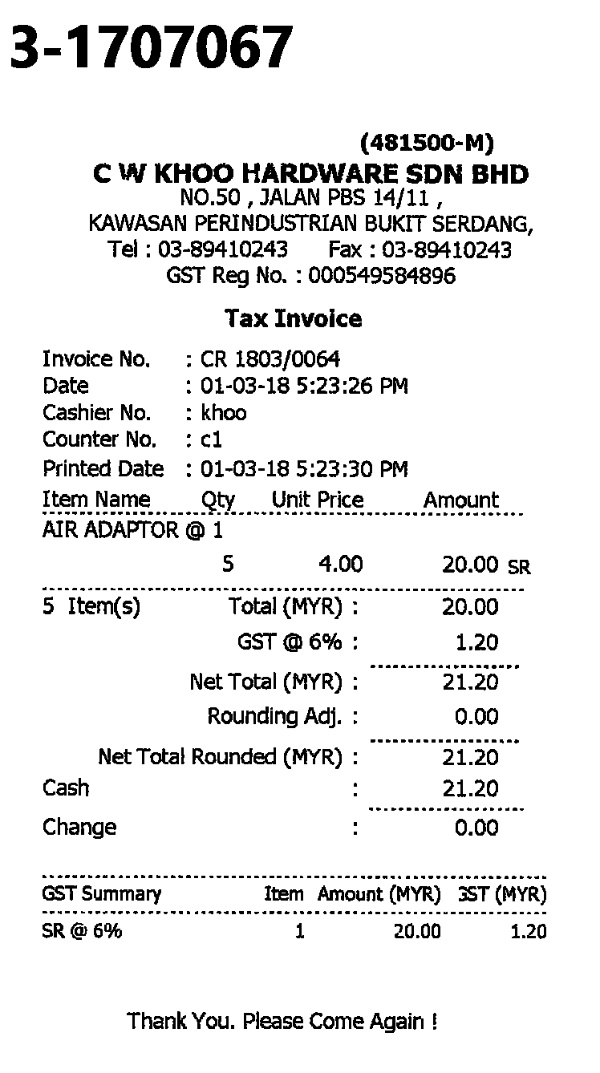 3-1707067
(481500-M)
C W KHOO HARDWARE SDN BHD
NO.50 , JALAN PBS 14/11 ,
KAWASAN PERINDUSTRIAN BUKIT SERDANG,
Tel : 03-89410243 Fax : 03-89410243
GST Reg No. : 000549584896
Tax Invoice
Invoice No. : CR 1803/0064
Date : 01-03-18 5:23:26 PM
Cashier No. : khoo
Counter No. : c1
Printed Date : 01-03-18 5:23:30 PM
Item Name Qty Unit Price Amount
AIR ADAPTOR @ 1
5 4.00 20.00 SR
5 Item(s) Total (MYR) : 20.00
GST @ 6% : 1.20
Net Total (MYR) : 21.20
Rounding Adj. : 0.00
Net Total Rounded (MYR) : 21.20
Cash : 21.20
Change : 0.00
GST Summary Item Amount (MYR) GST (MYR)
SR @ 6% 1 20.00 1.20
Thank You. Please Come Again !